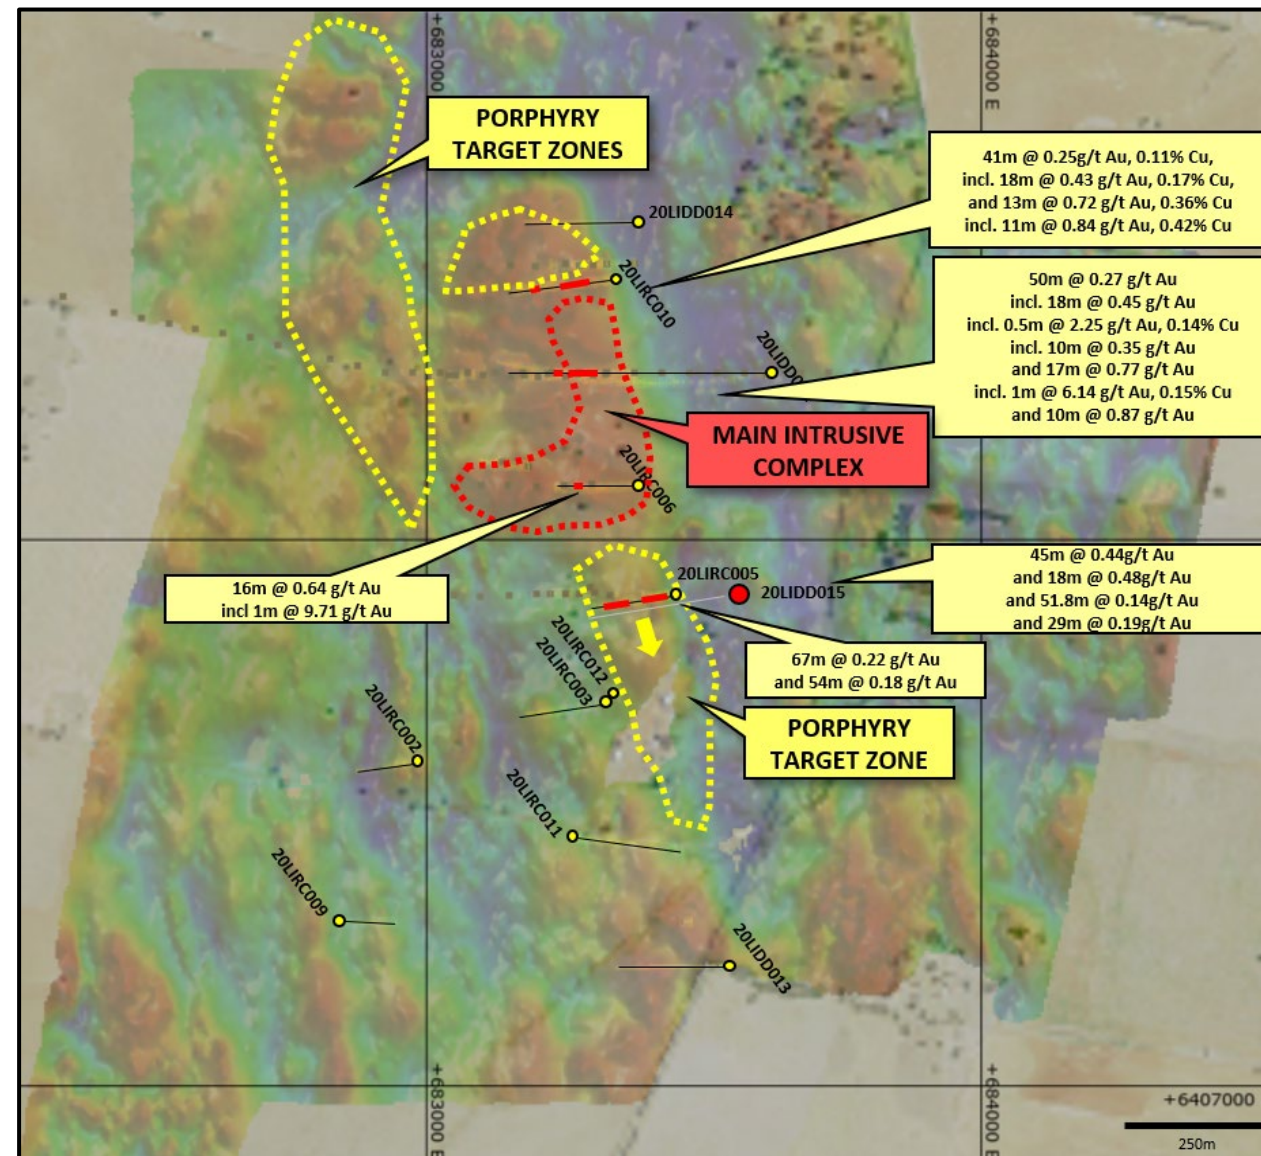 +683000
+684000 E
PORPHYRY
TARGET ZONES
41m @ 0.25g/t Au, 0.11% Cu,
incl. 18m @ 0.43 g/t Au, 0.17% Cu,
and 13m @ 0.72 g/t Au, 0.36% Cu
incl. 11m @ 0.84 g/t Au, 0.42% Cu
20LIDD014
20LIRC010
50m @ 0.27 g/t Au
incl. 18m @ 0.45 g/t Au
incl. 0.5m @ 2.25 g/t Au, 0.14% Cu
incl. 10m @ 0.35 g/t Au
and 17m @ 0.77 g/t Au
incl. 1m @ 6.14 g/t Au, 0.15% Cu
and 10m @ 0.87 g/t Au
20LIDD0
MAIN INTRUSIVE
COMPLEX
20LIRC006
16m @ 0.64 g/t Au
incl 1m @ 9.71 g/t Au
45m @ 0.44g/t Au
and 18m @ 0.48g/t Au
and 51.8m @ 0.14g/t Au
and 29m @ 0.19g/t Au
20LIRC005
20LIDD015
67m @ 0.22 g/t Au
and 54m @ 0.18 g/t Au
20LIRC012
20LIRC003
20LIRC002
PORPHYRY
TARGET ZONE
20LIRC011
20LIRC009
20LIDD013
+683000 E
+684000 E
+6407000
250m